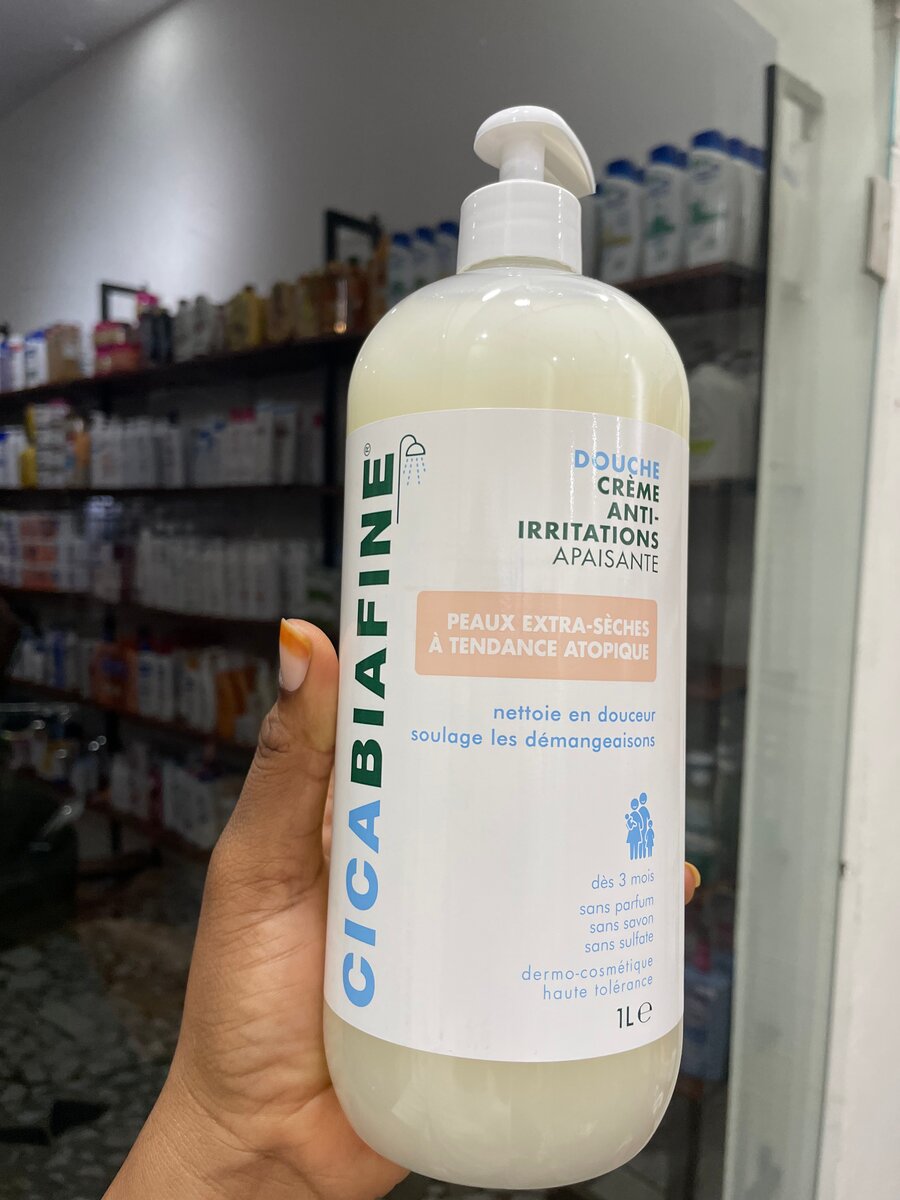 CICABIAFINE®
DOUCHE
CRÈME
ANTI-
IRRITATIONS
APAISANTE
PEAUX EXTRA-SÈCHES
À TENDANCE ATOPIQUE
nettoie en douceur
soulage les démangeaisons
dès 3 mois
sans parfum
sans savon
sans sulfate
dermo-cosmétique
haute tolérance
1L℮